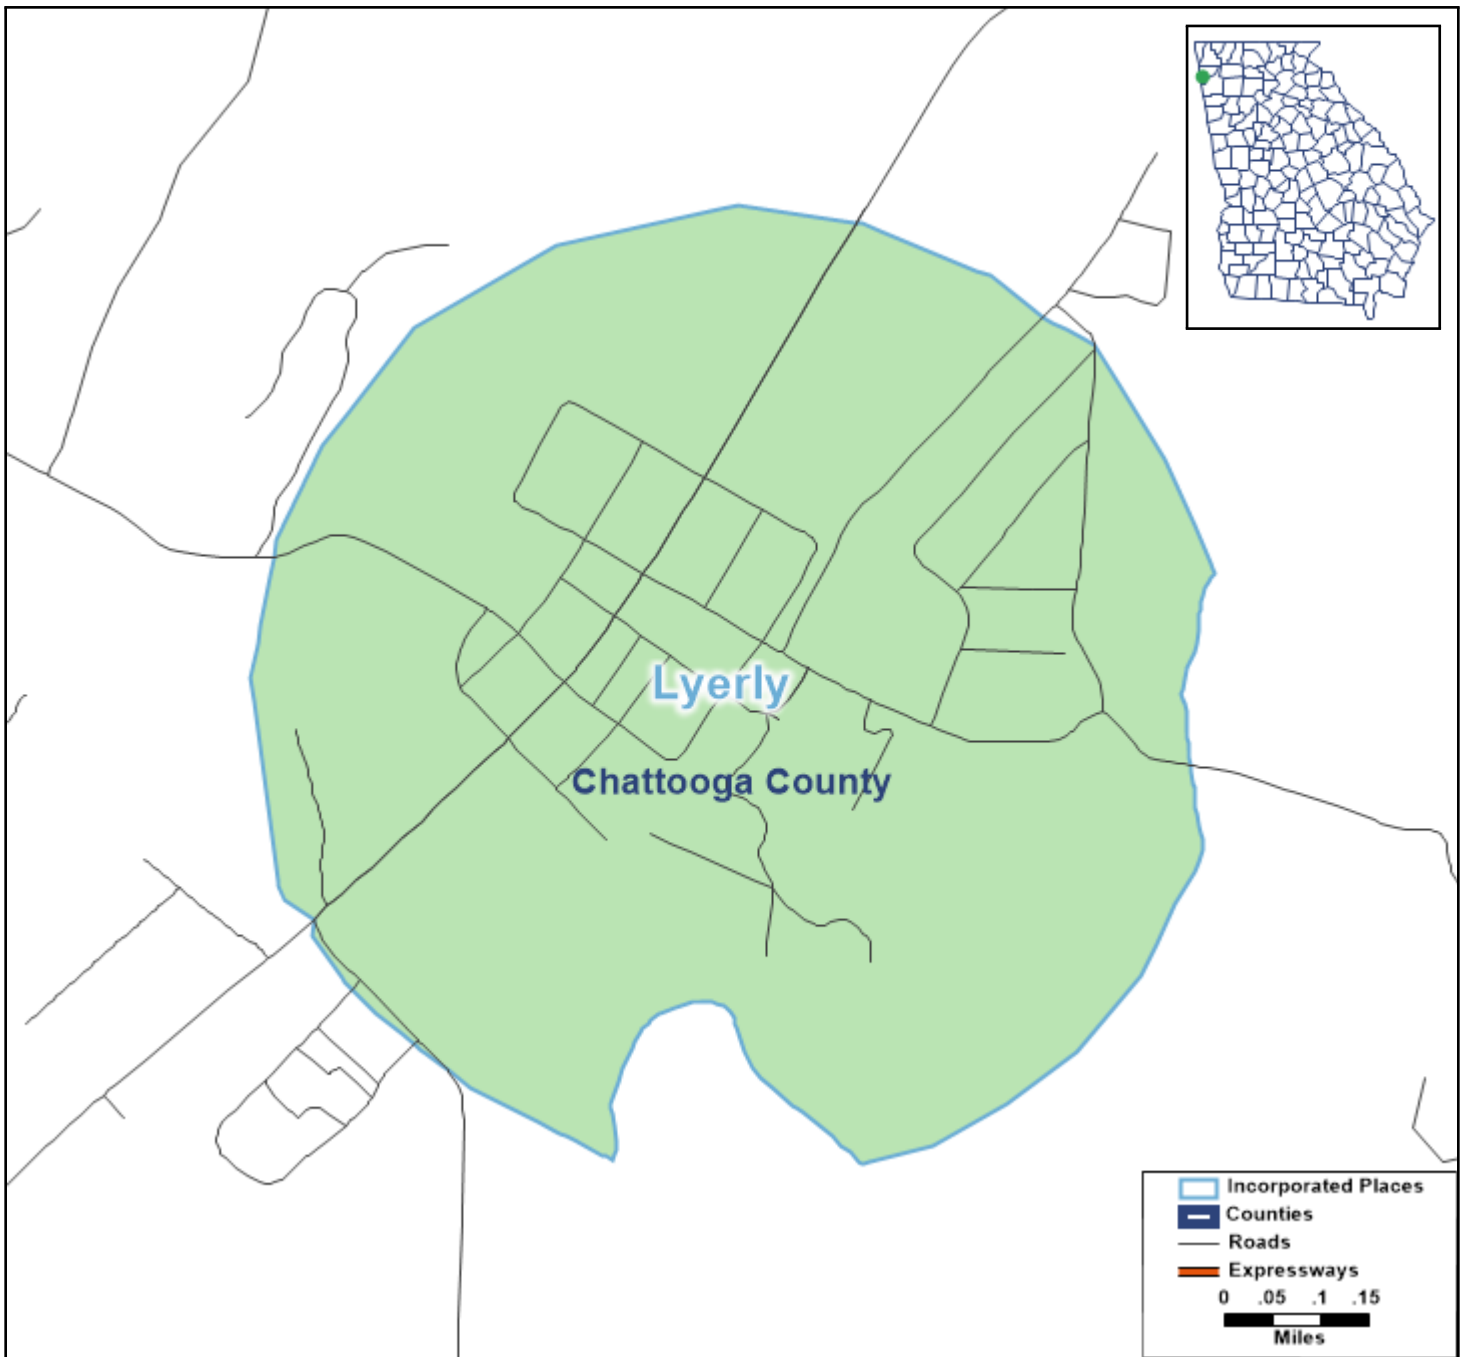 Lyerly
Chattooga County
Incorporated Places
Counties
Roads
Expressways
0 .05 .1 .15
Miles